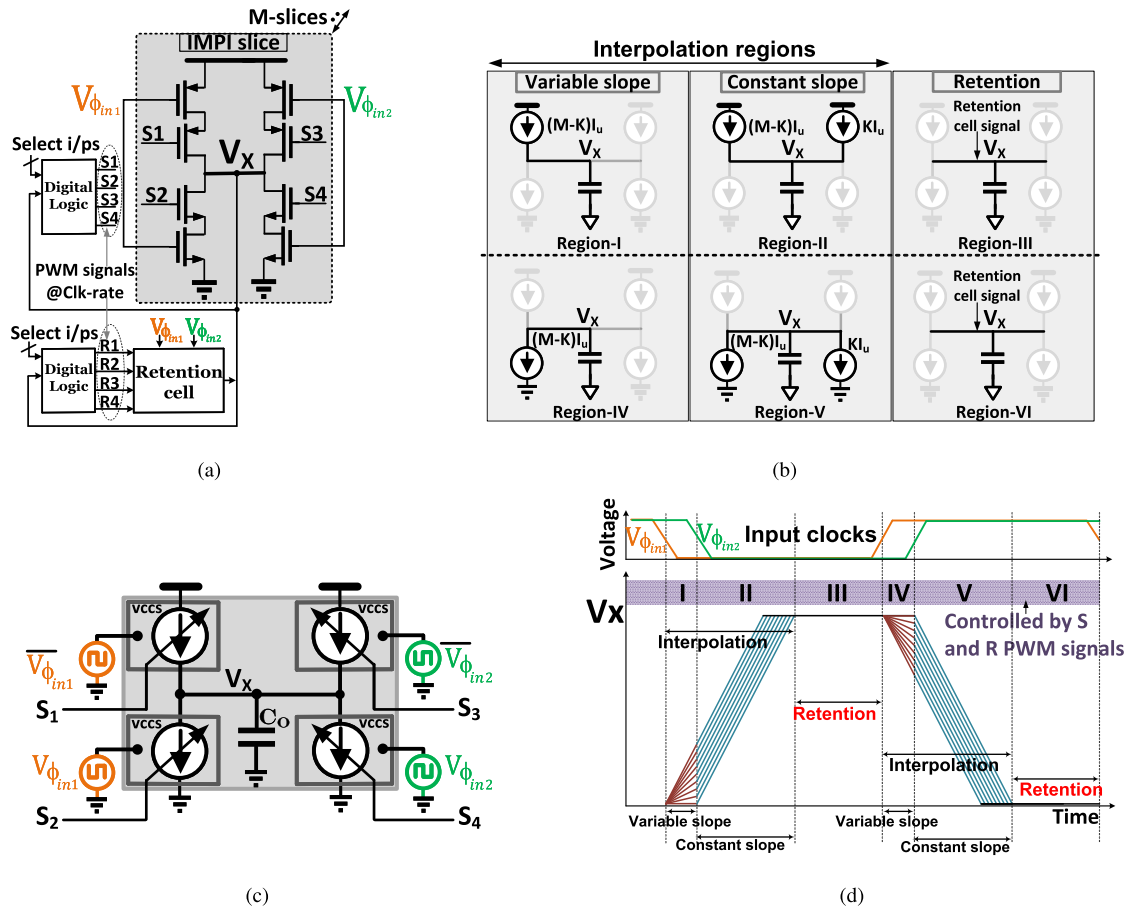 M-slices
IMPI slice
Vϕin1
Vϕin2
S1
S3
Vx
Select i/ps
S1
S2
S3
S4
Digital Logic
S2
S4
PWM signals @Clk-rate
Select i/ps
Vϕin1
Vϕin2
R1
R2
R3
R4
Digital Logic
Retention cell
(a)
Interpolation regions
Variable slope
Constant slope
Retention
(M-K)Iu
Vx
Region-I
(M-K)Iu
KIu
Vx
Region-II
Retention cell signal
Vx
Region-III
(M-K)Iu
Vx
Region-IV
(M-K)Iu
KIu
Vx
Region-V
Retention cell signal
Vx
Region-VI
(b)
VCCS
VCCS
V̅ϕin1
V̅ϕin2
Vx
S1
S3
Co
VCCS
VCCS
Vϕin1
Vϕin2
S2
S4
(c)
Voltage
Vϕin1
Vϕin2
Input clocks
Vx
I
II
III
IV
V
VI
Controlled by S and R PWM signals
Interpolation
Retention
Interpolation
Retention
Time
Variable slope
Variable slope
Constant slope
Constant slope
(d)